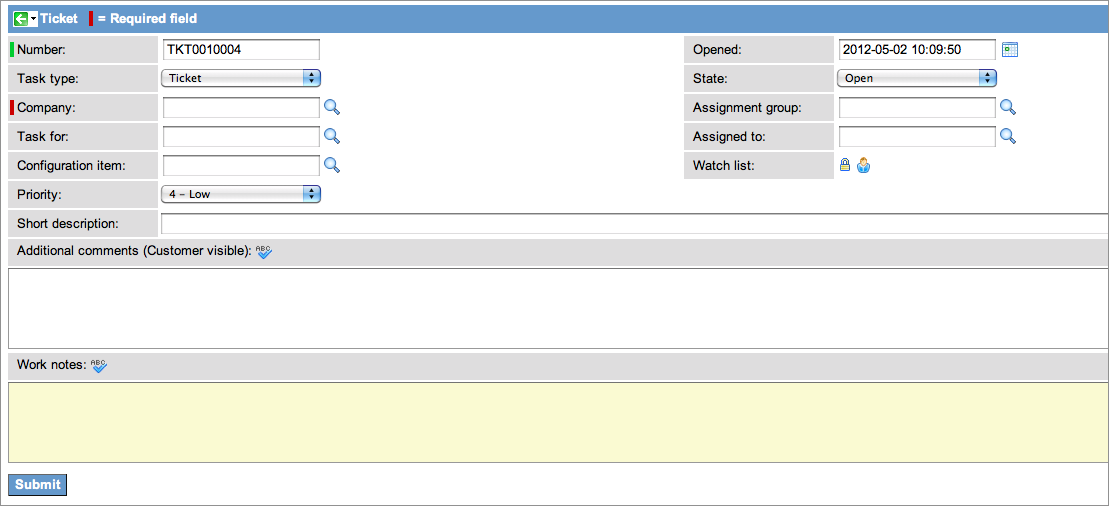 Ticket = Required field
Number: TKT0010004 Opened: 2012-05-02 10:09:50
Task type: Ticket State: Open
Company: Assignment group:
Task for: Assigned to:
Configuration item: Watch list:
Priority: 4 – Low
Short description:
Additional comments (Customer visible): ABC
Work notes: ABC
Submit